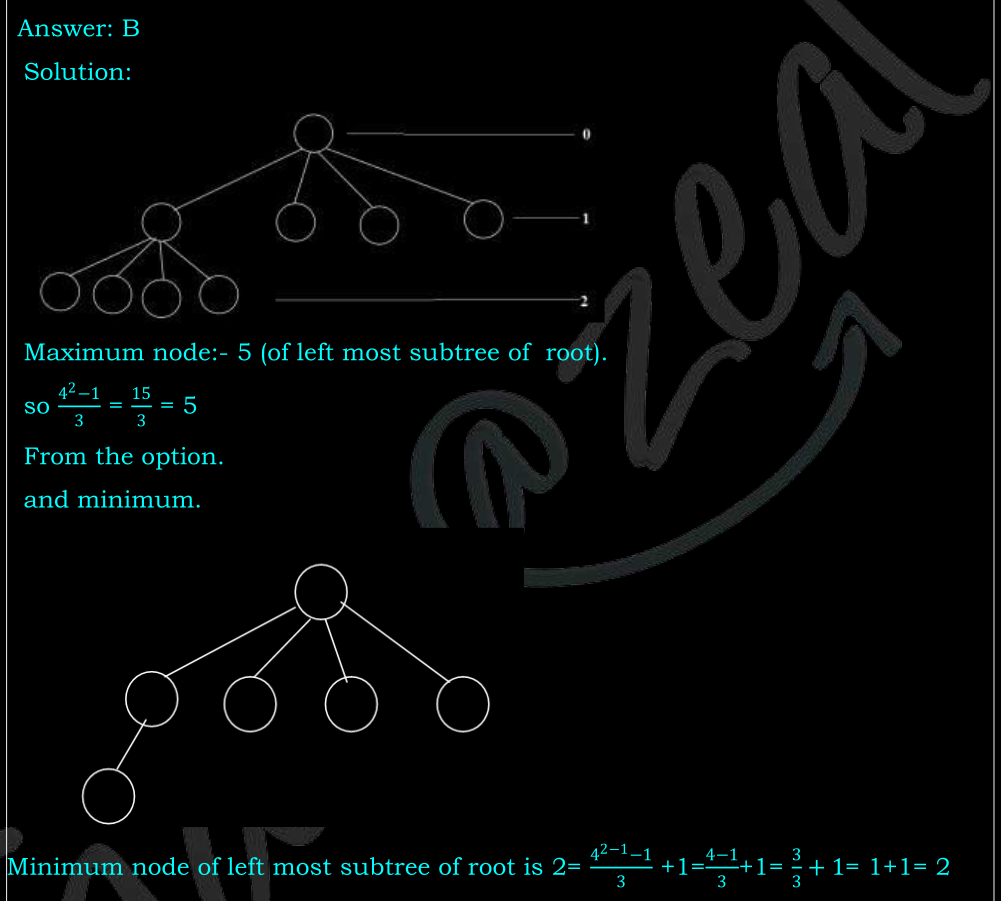 Answer: B
Solution:
0
1
2
Maximum node:- 5 (of left most subtree of root).
so \frac{4^2−1}{3} = \frac{15}{3} = 5
From the option.
and minimum.
@zeal
Minimum node of left most subtree of root is 2= \frac{4^{2−1}−1}{3} +1=\frac{4−1}{3}+1= \frac{3}{3} + 1= 1+1= 2